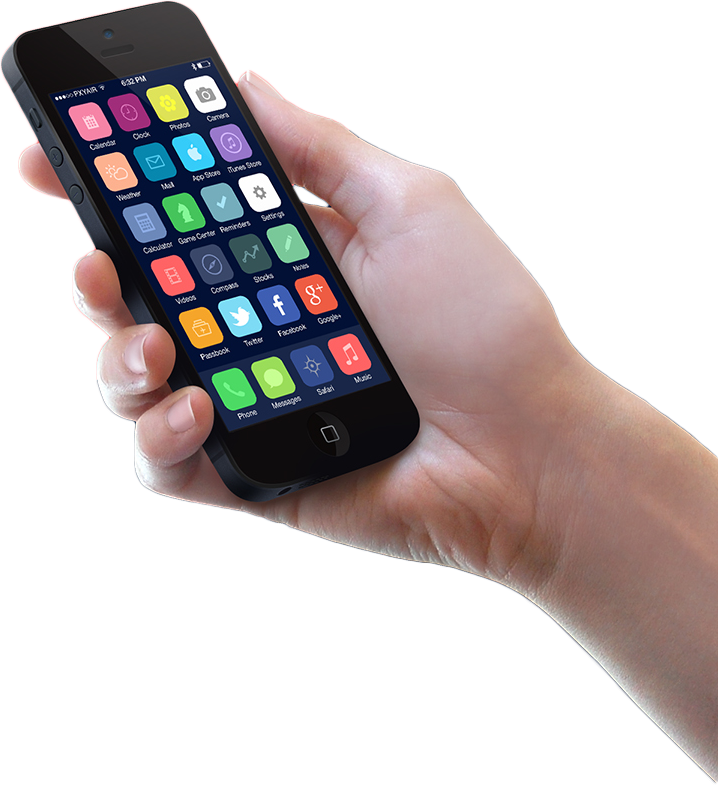 PXYAIR 6:32 PM
Calendar Clock Photos Camera
Weather Mail App Store iTunes Store
Calculator Game Center Reminders Settings
Videos Compass Stocks Notes
Passbook Twitter Facebook Google+
Phone Messages Safari Music